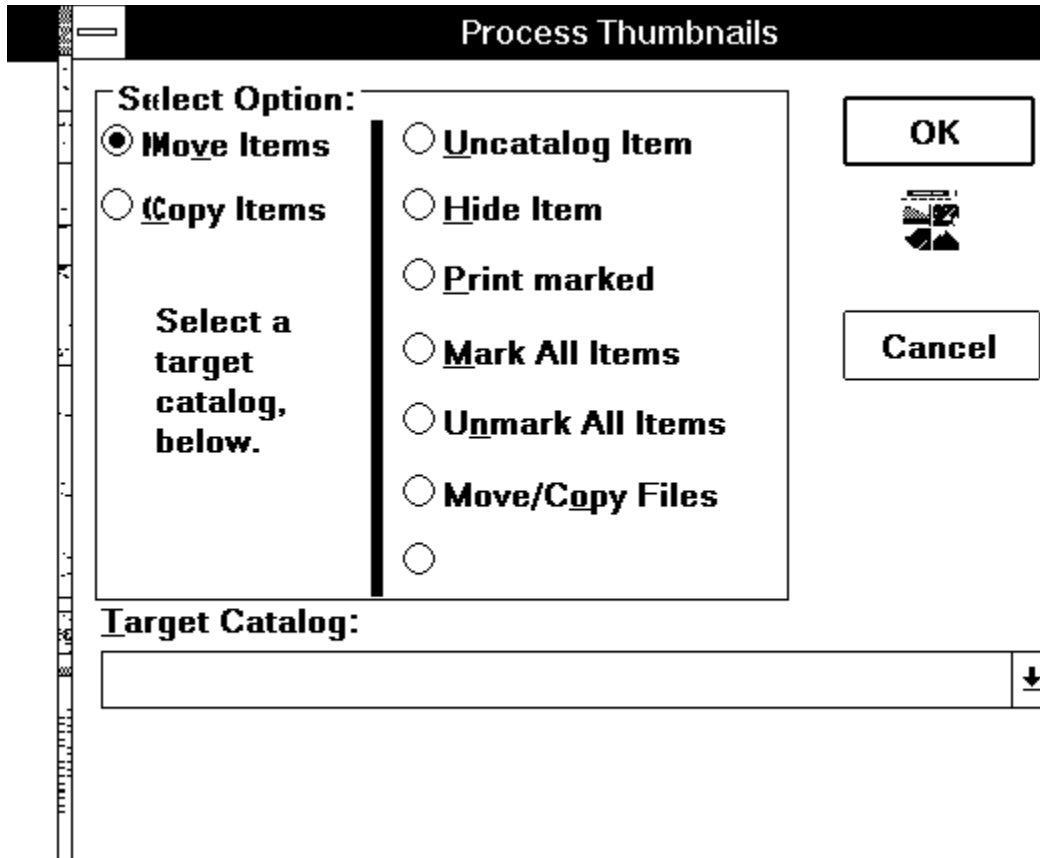 Process Thumbnails
Select Option:
Move Items
Copy Items
Select a
target
catalog,
below.
Uncatalog Item
Hide Item
Print marked
Mark All Items
Unmark All Items
Move/Copy Files
OK
Cancel
Target Catalog: